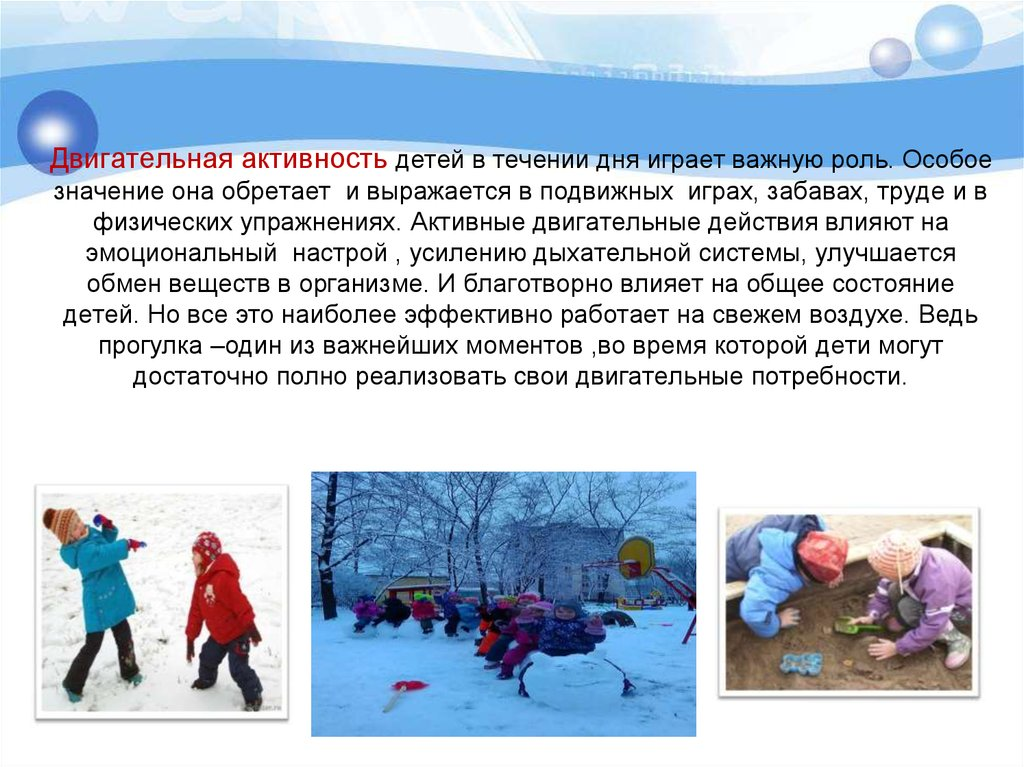 Двигательная активность детей в течении дня играет важную роль. Особое
значение она обретает и выражается в подвижных играх, забавах, труде и в
физических упражнениях. Активные двигательные действия влияют на
эмоциональный настрой , усилению дыхательной системы, улучшается
обмен веществ в организме. И благотворно влияет на общее состояние
детей. Но все это наиболее эффективно работает на свежем воздухе. Ведь
прогулка –один из важнейших моментов ,во время которой дети могут
достаточно полно реализовать свои двигательные потребности.